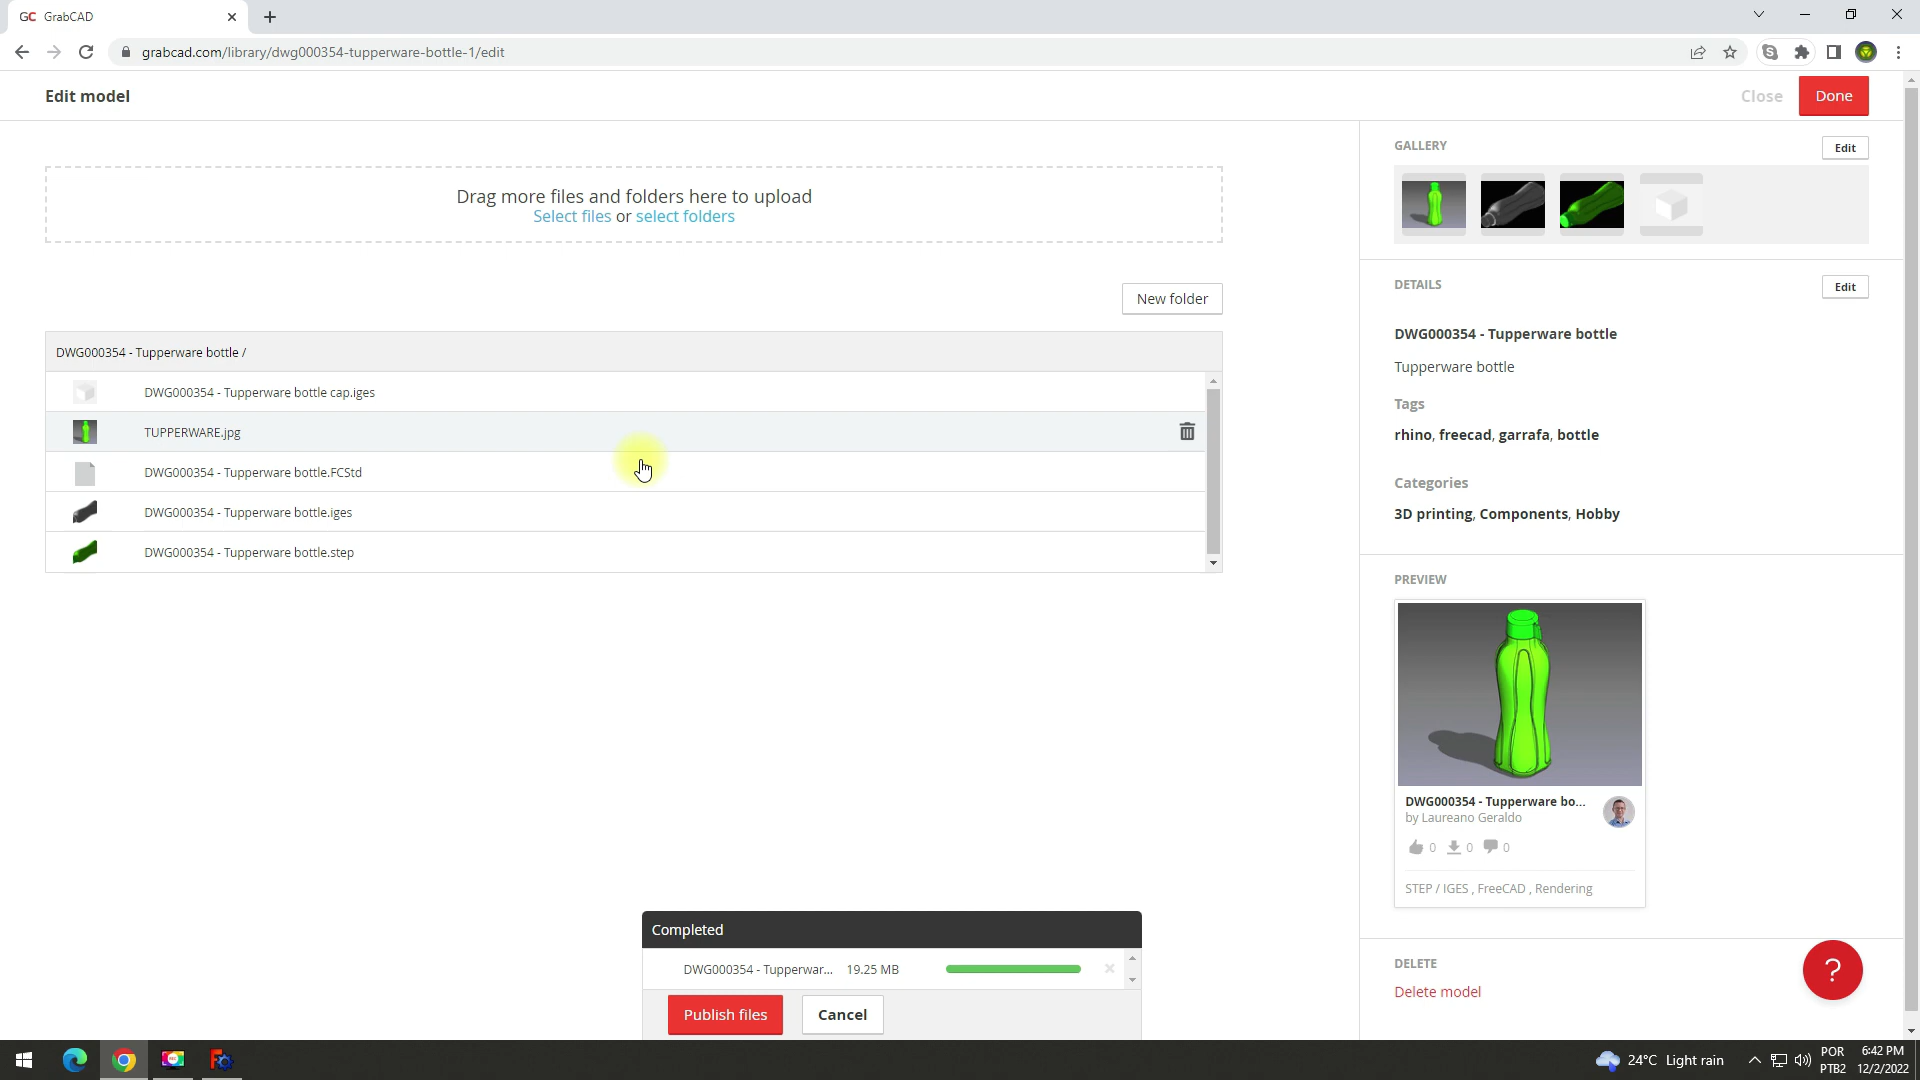 GC GrabCAD
grabcad.com/library/dwg000354-tupperware-bottle-1/edit
Edit model
Close
Done
Drag more files and folders here to upload
Select files or select folders
New folder
DWG000354 - Tupperware bottle /
DWG000354 - Tupperware bottle cap.iges
TUPPERWARE.jpg
DWG000354 - Tupperware bottle.FCStd
DWG000354 - Tupperware bottle.iges
DWG000354 - Tupperware bottle.step
GALLERY
Edit
DETAILS
Edit
DWG000354 - Tupperware bottle
Tupperware bottle
Tags
rhino, freecad, garrafa, bottle
Categories
3D printing, Components, Hobby
PREVIEW
DWG000354 - Tupperware bo...
by Laureano Geraldo
0 0 0
STEP / IGES , FreeCAD , Rendering
DELETE
Delete model
?
Completed
DWG000354 - Tupperwar... 19.25 MB
Publish files
Cancel
24°C Light rain
POR
PTB2
6:42 PM
12/2/2022